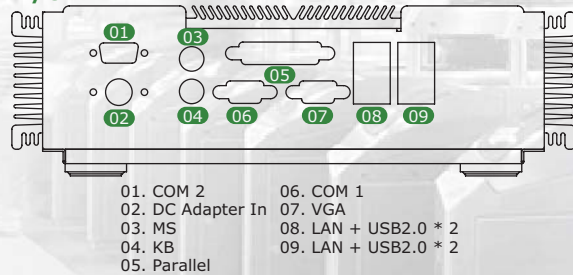 01
03
05
02
04
06
07
08
09
01. COM 2
02. DC Adapter In
03. MS
04. KB
05. Parallel
06. COM 1
07. VGA
08. LAN + USB2.0 * 2
09. LAN + USB2.0 * 2